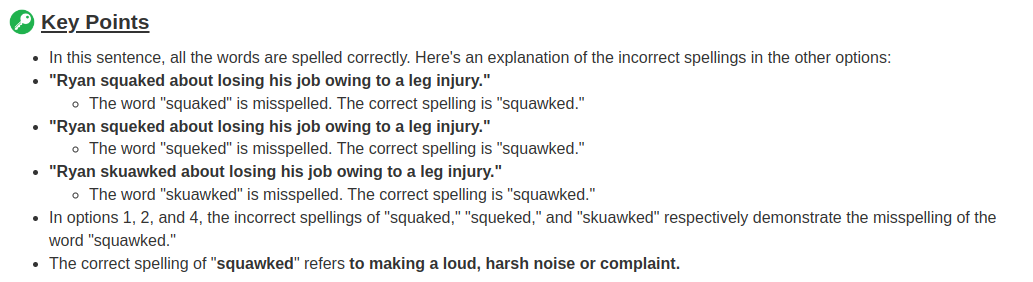 Key Points
In this sentence, all the words are spelled correctly. Here's an explanation of the incorrect spellings in the other options:
"Ryan squaked about losing his job owing to a leg injury."
The word "squaked" is misspelled. The correct spelling is "squawked."
"Ryan squeked about losing his job owing to a leg injury."
The word "squeked" is misspelled. The correct spelling is "squawked."
"Ryan skuawked about losing his job owing to a leg injury."
The word "skuawked" is misspelled. The correct spelling is "squawked."
In options 1, 2, and 4, the incorrect spellings of "squaked," "squeked," and "skuawked" respectively demonstrate the misspelling of the
word "squawked."
The correct spelling of "squawked" refers to making a loud, harsh noise or complaint.